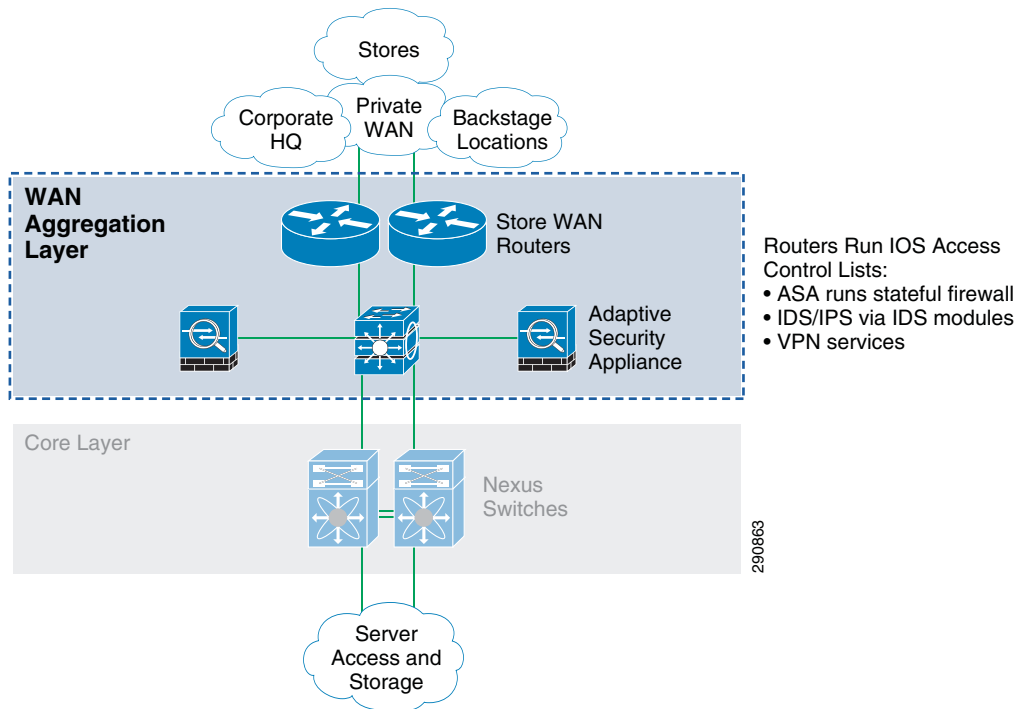 Stores
Corporate
HQ
Private
WAN
Backstage
Locations
WAN
Aggregation
Layer
Store WAN
Routers
Adaptive
Security
Appliance
Routers Run IOS Access
Control Lists:
• ASA runs stateful firewall
• IDS/IPS via IDS modules
• VPN services
Core Layer
Nexus
Switches
290863
Server
Access and
Storage